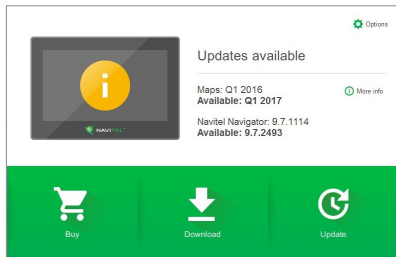 Options
Updates available
Maps: Q1 2016
Available: Q1 2017
More info
Navitel Navigator: 9.7.1114
Available: 9.7.2493
NAVITEL
Buy
Download
Update